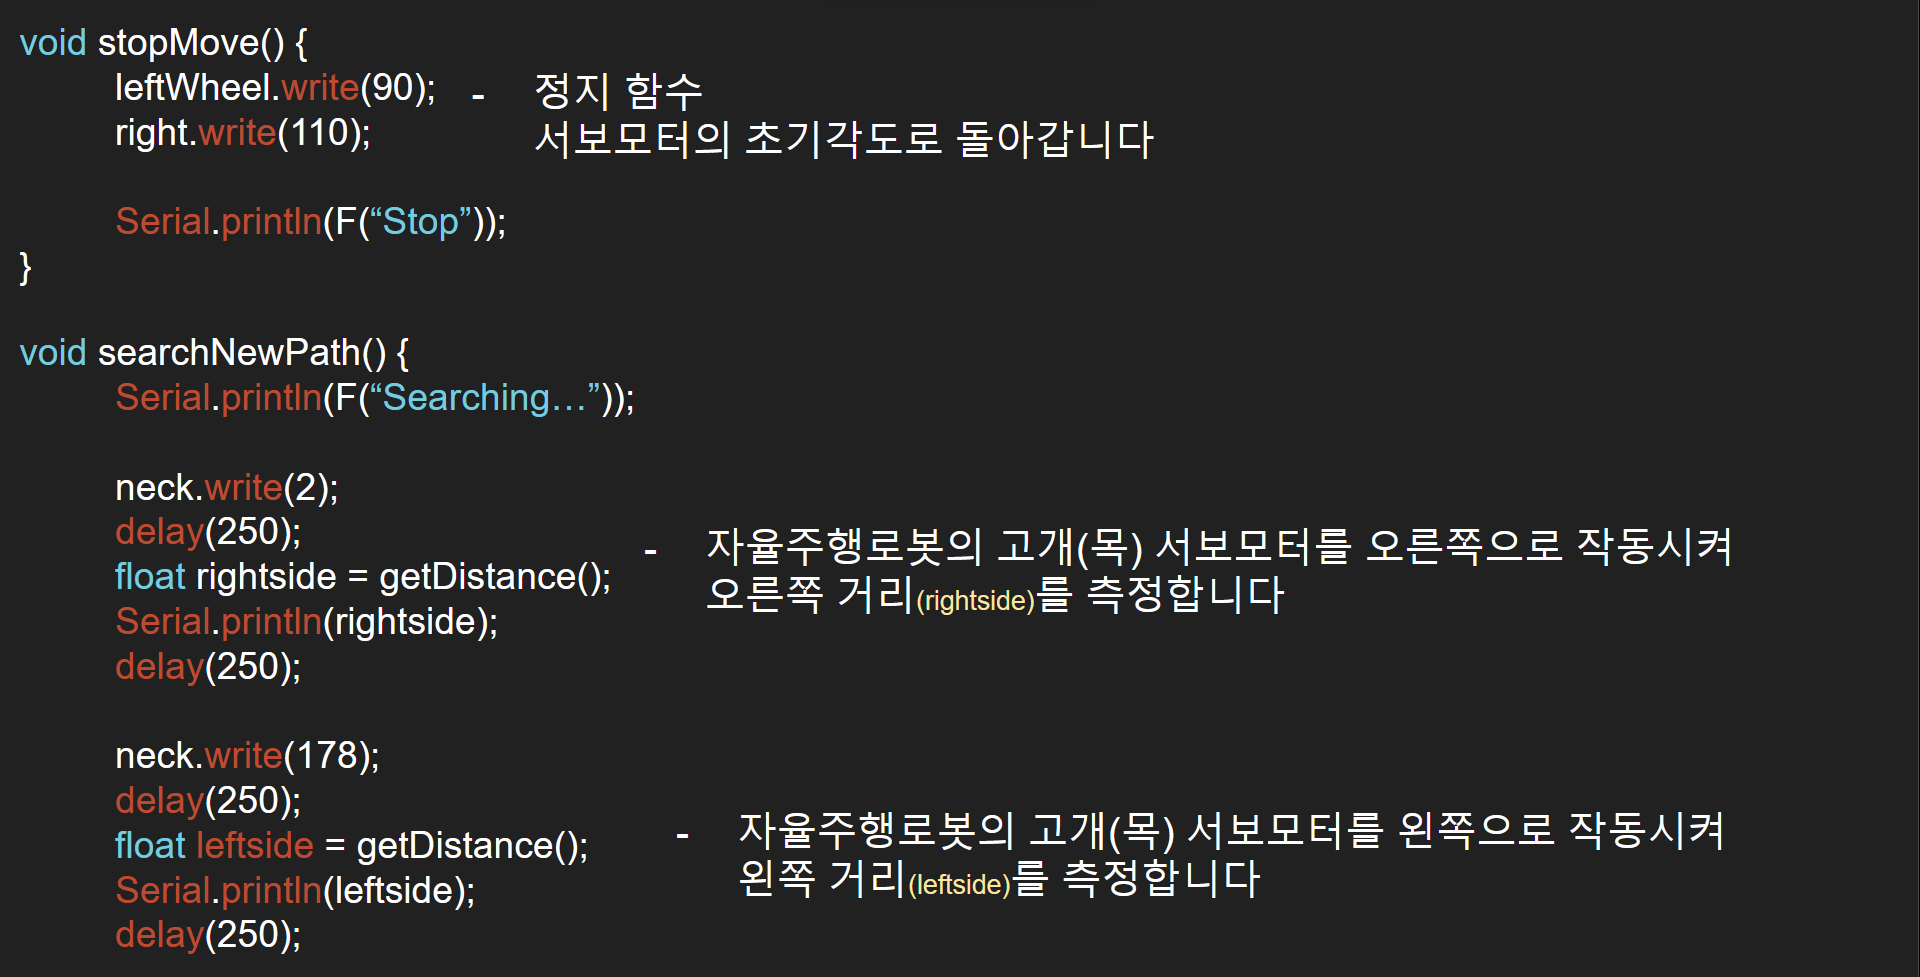 void stopMove() {
leftWheel.write(90);
right.write(110);
- 정지 함수
서보모터의 초기각도로 돌아갑니다
Serial.println(F(“Stop”));
}
void searchNewPath() {
Serial.println(F(“Searching…”));
neck.write(2);
delay(250);
float rightside = getDistance();
Serial.println(rightside);
delay(250);
- 자율주행로봇의 고개(목) 서보모터를 오른쪽으로 작동시켜
오른쪽 거리(rightside)를 측정합니다
neck.write(178);
delay(250);
float leftside = getDistance();
Serial.println(leftside);
delay(250);
- 자율주행로봇의 고개(목) 서보모터를 왼쪽으로 작동시켜
왼쪽 거리(leftside)를 측정합니다